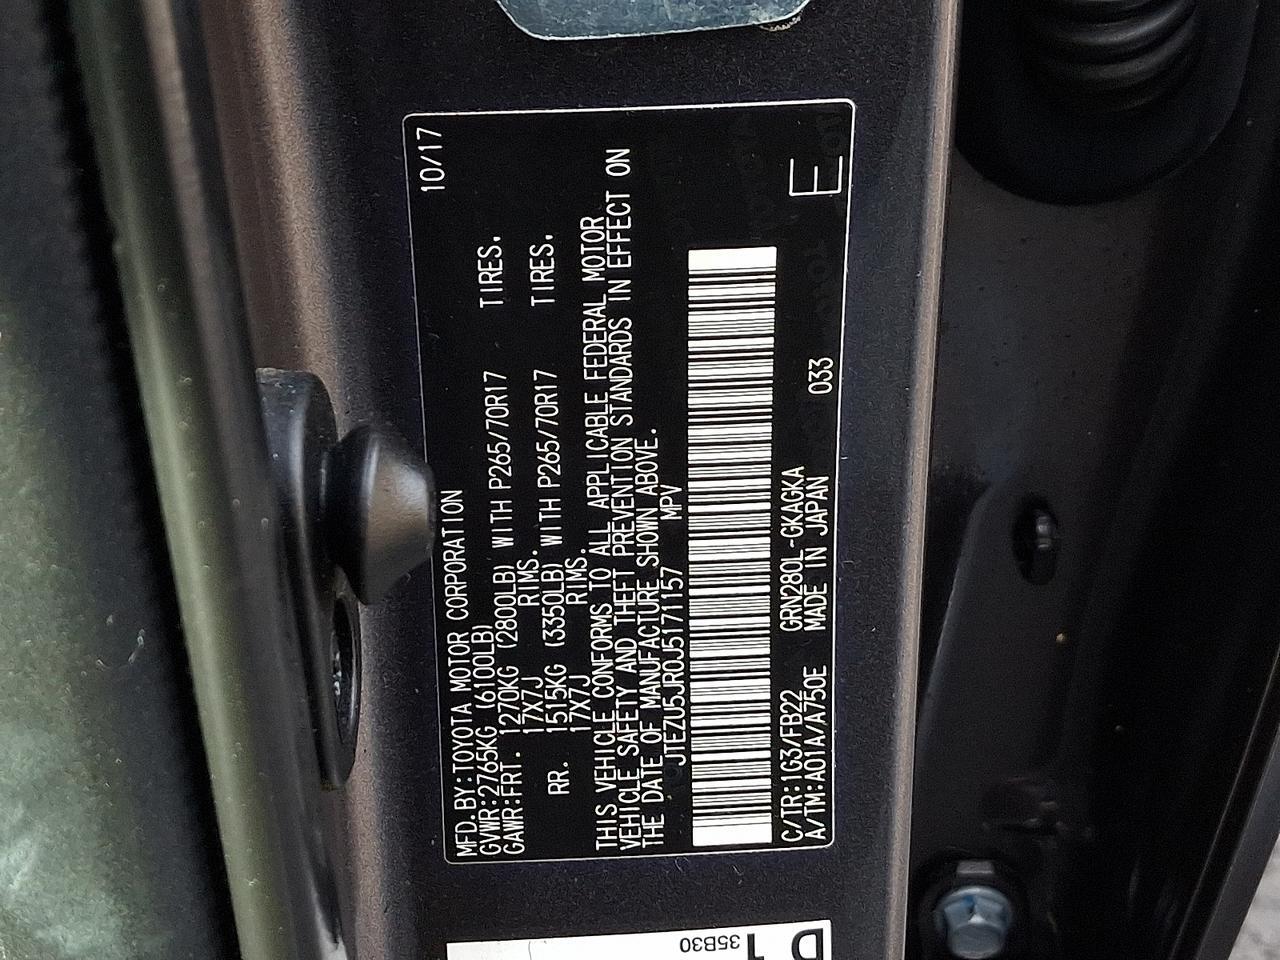 MFD.BY:TOYOTA MOTOR CORPORATION 10/17
GVWR:2765KG (6100LB)
GAWR:FRT. 1270KG (2800LB) WITH P265/70R17 TIRES.
17X7J RIMS.
RR. 1515KG (3350LB) WITH P265/70R17 TIRES.
17X7J RIMS.
THIS VEHICLE CONFORMS TO ALL APPLICABLE FEDERAL MOTOR
VEHICLE SAFETY AND THEFT PREVENTION STANDARDS IN EFFECT ON
THE DATE OF MANUFACTURE SHOWN ABOVE.
JTEZU5JR0J5171157 MPV
C/TR:1G3/FB22 GRN280L-GKAGKA
A/TM:A01A/A750E MADE IN JAPAN 033 E
D1
35B30